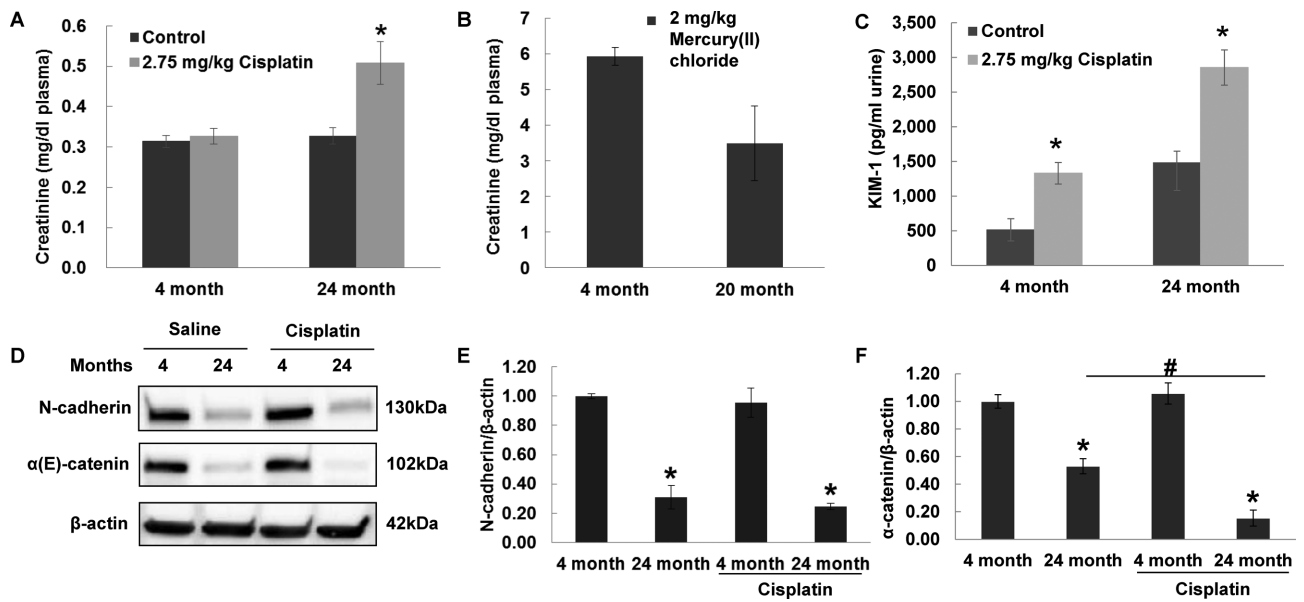 A
Creatinine (mg/dl plasma)
0.6
0.5
0.4
0.3
0.2
0.1
0.0
Control
2.75 mg/kg Cisplatin
*
4 month
24 month
B
Creatinine (mg/dl plasma)
7
6
5
4
3
2
1
0
2 mg/kg
Mercury(II)
chloride
4 month
20 month
C
KIM-1 (pg/ml urine)
3,500
3,000
2,500
2,000
1,500
1,000
500
0
Control
2.75 mg/kg Cisplatin
*
*
4 month
24 month
D
Saline
Cisplatin
Months
4
24
4
24
N-cadherin
130kDa
α(E)-catenin
102kDa
β-actin
42kDa
E
N-cadherin/β-actin
1.20
1.00
0.80
0.60
0.40
0.20
0.00
*
*
4 month
24 month
4 month
24 month
Cisplatin
F
α-catenin/β-actin
1.20
1.00
0.80
0.60
0.40
0.20
0.00
#
*
*
4 month
24 month
4 month
24 month
Cisplatin